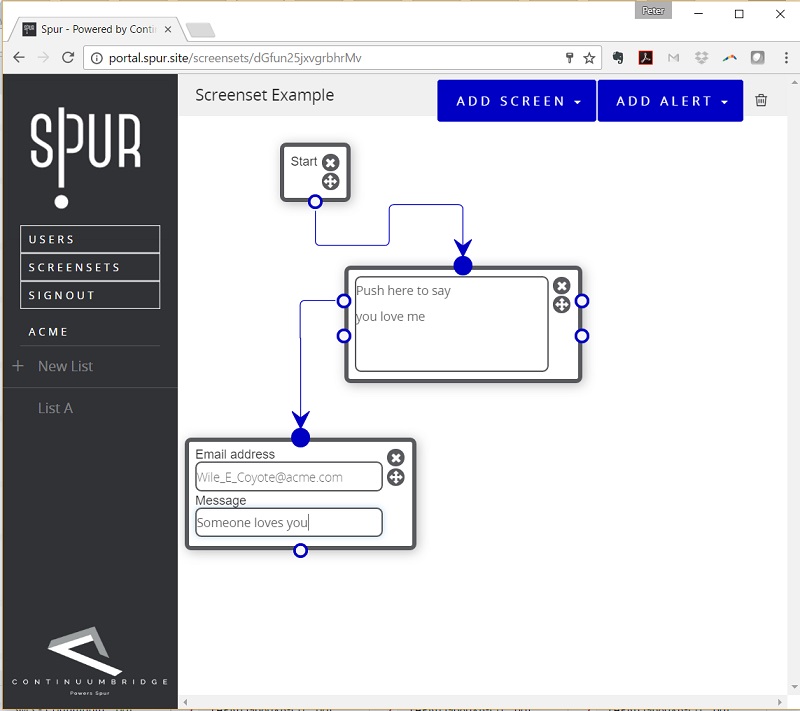 Peter
Spur - Powered by Conti
portal.spur.site/screensets/dGfun25jxvgrbhrMv
Screenset Example
ADD SCREEN
ADD ALERT
SPUR
USERS
SCREENSETS
SIGNOUT
ACME
New List
List A
Start
Push here to say
you love me
Email address
Wile_E_Coyote@acme.com
Message
Someone loves you
CONTINUUMBRIDGE
Powers Spur